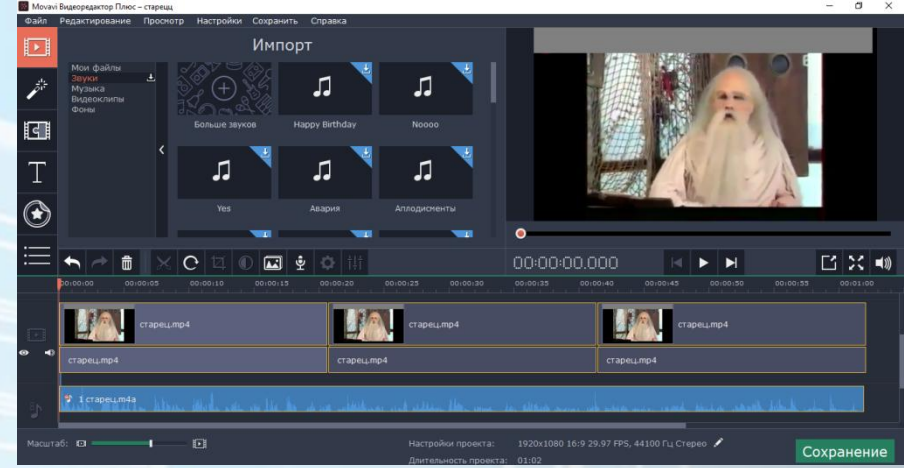 Movavi Видеоредактор Плюс – старецц
Файл Редактирование Просмотр Настройки Сохранить Справка
Импорт
Мои файлы
Звуки
Музыка
Видеоклипы
Фоны
Больше звуков Happy Birthday Noooo
Yes Авария Аплодисменты
00:00:00.000
00:00:00 00:00:05 00:00:10 00:00:15 00:00:20 00:00:25 00:00:30 00:00:35 00:00:40 00:00:45 00:00:50 00:00:55 00:01:00
старец.mp4 старец.mp4 старец.mp4
старец.mp4 старец.mp4 старец.mp4
1 старец.m4a
Масштаб: Настройки проекта: 1920x1080 16:9 29.97 FPS, 44100 Гц Стерео
Длительность проекта: 01:02
Сохранение